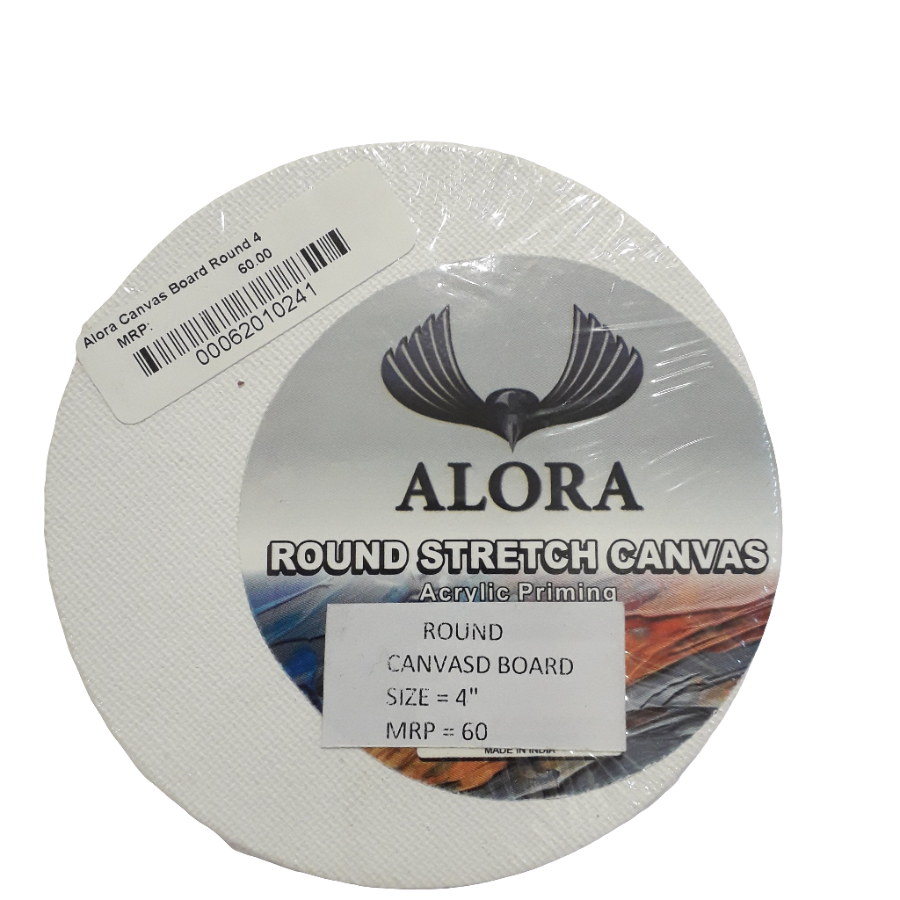 Alora Canvas Board Round 4
MRP: 60.00
00062010241
ALORA
ROUND STRETCH CANVAS
Acrylic Priming
ROUND
CANVASD BOARD
SIZE = 4"
MRP = 60
MADE IN INDIA